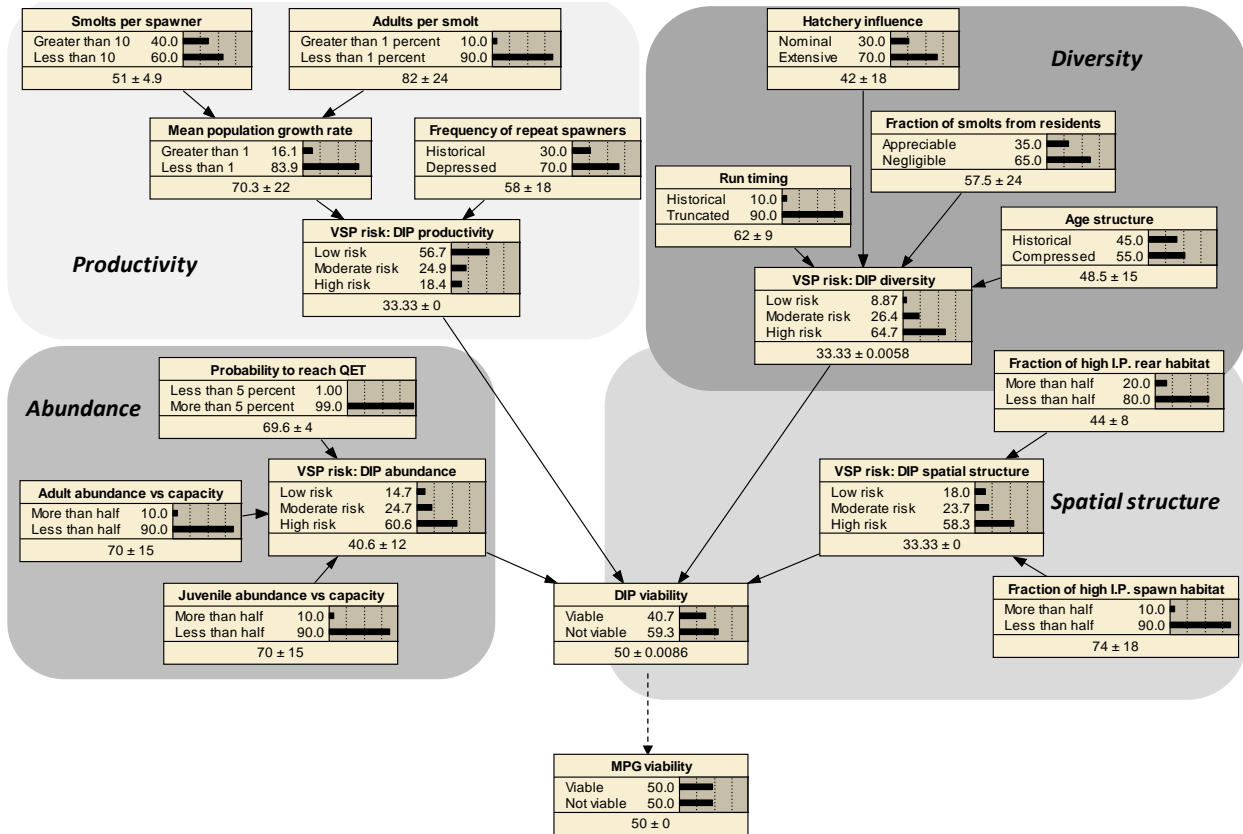 Smolts per spawner
Greater than 10 40.0
Less than 10 60.0
51 ± 4.9
Adults per smolt
Greater than 1 percent 10.0
Less than 1 percent 90.0
82 ± 24
Mean population growth rate
Greater than 1 16.1
Less than 1 83.9
70.3 ± 22
Frequency of repeat spawners
Historical 30.0
Depressed 70.0
58 ± 18
VSP risk: DIP productivity
Low risk 56.7
Moderate risk 24.9
High risk 18.4
33.33 ± 0
Productivity
Hatchery influence
Nominal 30.0
Extensive 70.0
42 ± 18
Diversity
Fraction of smolts from residents
Appreciable 35.0
Negligible 65.0
57.5 ± 24
Run timing
Historical 10.0
Truncated 90.0
62 ± 9
Age structure
Historical 45.0
Compressed 55.0
48.5 ± 15
VSP risk: DIP diversity
Low risk 8.87
Moderate risk 26.4
High risk 64.7
33.33 ± 0.0058
Probability to reach QET
Less than 5 percent 1.00
More than 5 percent 99.0
69.6 ± 4
Abundance
VSP risk: DIP abundance
Low risk 14.7
Moderate risk 24.7
High risk 60.6
40.6 ± 12
Adult abundance vs capacity
More than half 10.0
Less than half 90.0
70 ± 15
Juvenile abundance vs capacity
More than half 10.0
Less than half 90.0
70 ± 15
Fraction of high I.P. rear habitat
More than half 20.0
Less than half 80.0
44 ± 8
VSP risk: DIP spatial structure
Low risk 18.0
Moderate risk 23.7
High risk 58.3
33.33 ± 0
Spatial structure
Fraction of high I.P. spawn habitat
More than half 10.0
Less than half 90.0
74 ± 18
DIP viability
Viable 40.7
Not viable 59.3
50 ± 0.0086
MPG viability
Viable 50.0
Not viable 50.0
50 ± 0